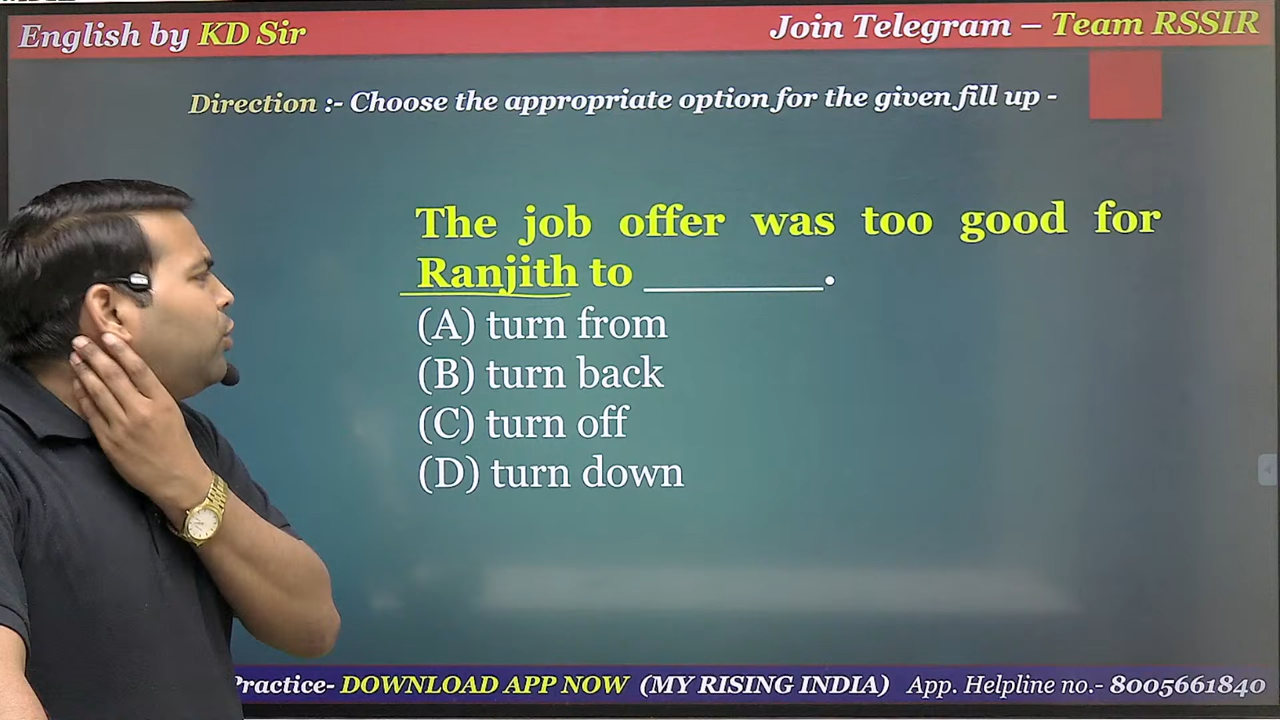 English by KD Sir
Join Telegram – Team RSSIR
Direction :- Choose the appropriate option for the given fill up -
The job offer was too good for
Ranjith to ________.
(A) turn from
(B) turn back
(C) turn off
(D) turn down
Practice- DOWNLOAD APP NOW (MY RISING INDIA) App. Helpline no.- 8005661840